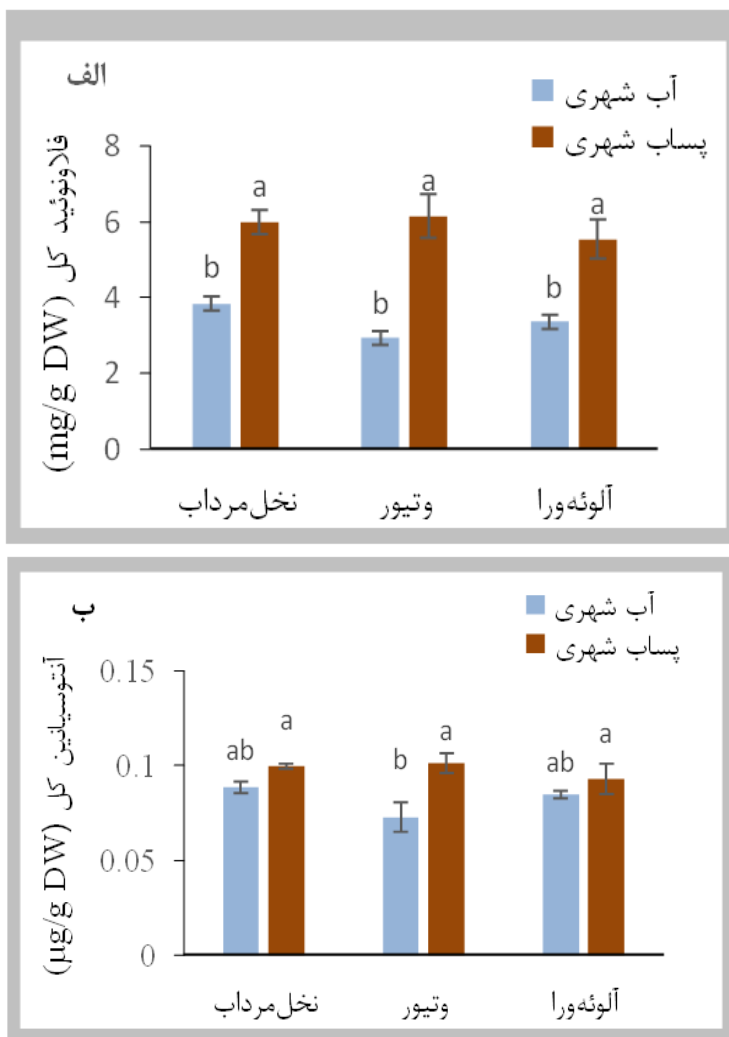 الف
آب شهری
پساب شهری
فلاونوئید کل (mg/g DW)
8
6
4
2
0
a
a
a
b
b
b
نخل‌مرداب
وتیور
آلوئه‌ورا
ب
آب شهری
پساب شهری
آنتوسیانین کل (µg/g DW)
0.15
0.1
0.05
0
ab
a
b
a
ab
a
نخل‌مرداب
وتیور
آلوئه‌ورا